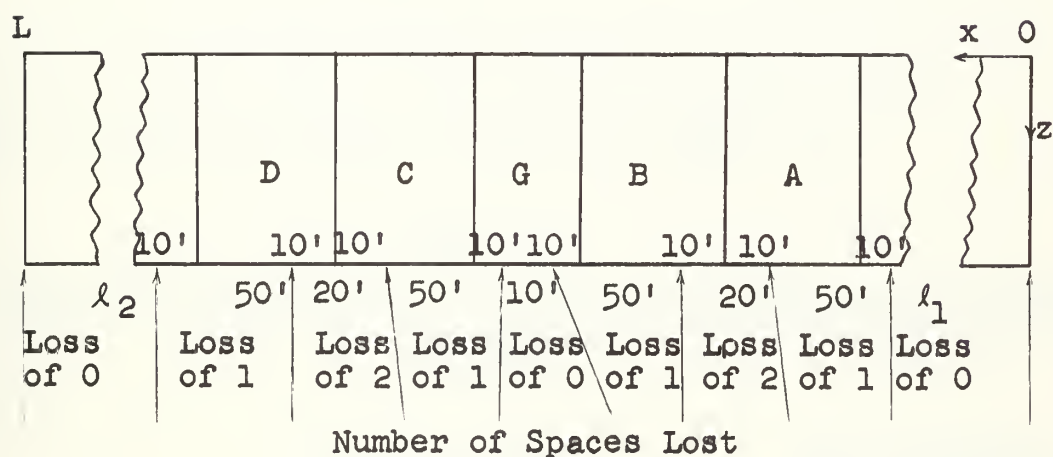 L x 0
z
D C G B A
10' 10' 10' 10' 10' 10' 10' 10'
ℓ2 50' 20' 50' 10' 50' 20' 50' ℓ1
Loss Loss Loss Loss Loss Loss Loss Loss Loss
of 0 of 1 of 2 of 1 of 0 of 1 of 2 of 1 of 0
Number of Spaces Lost